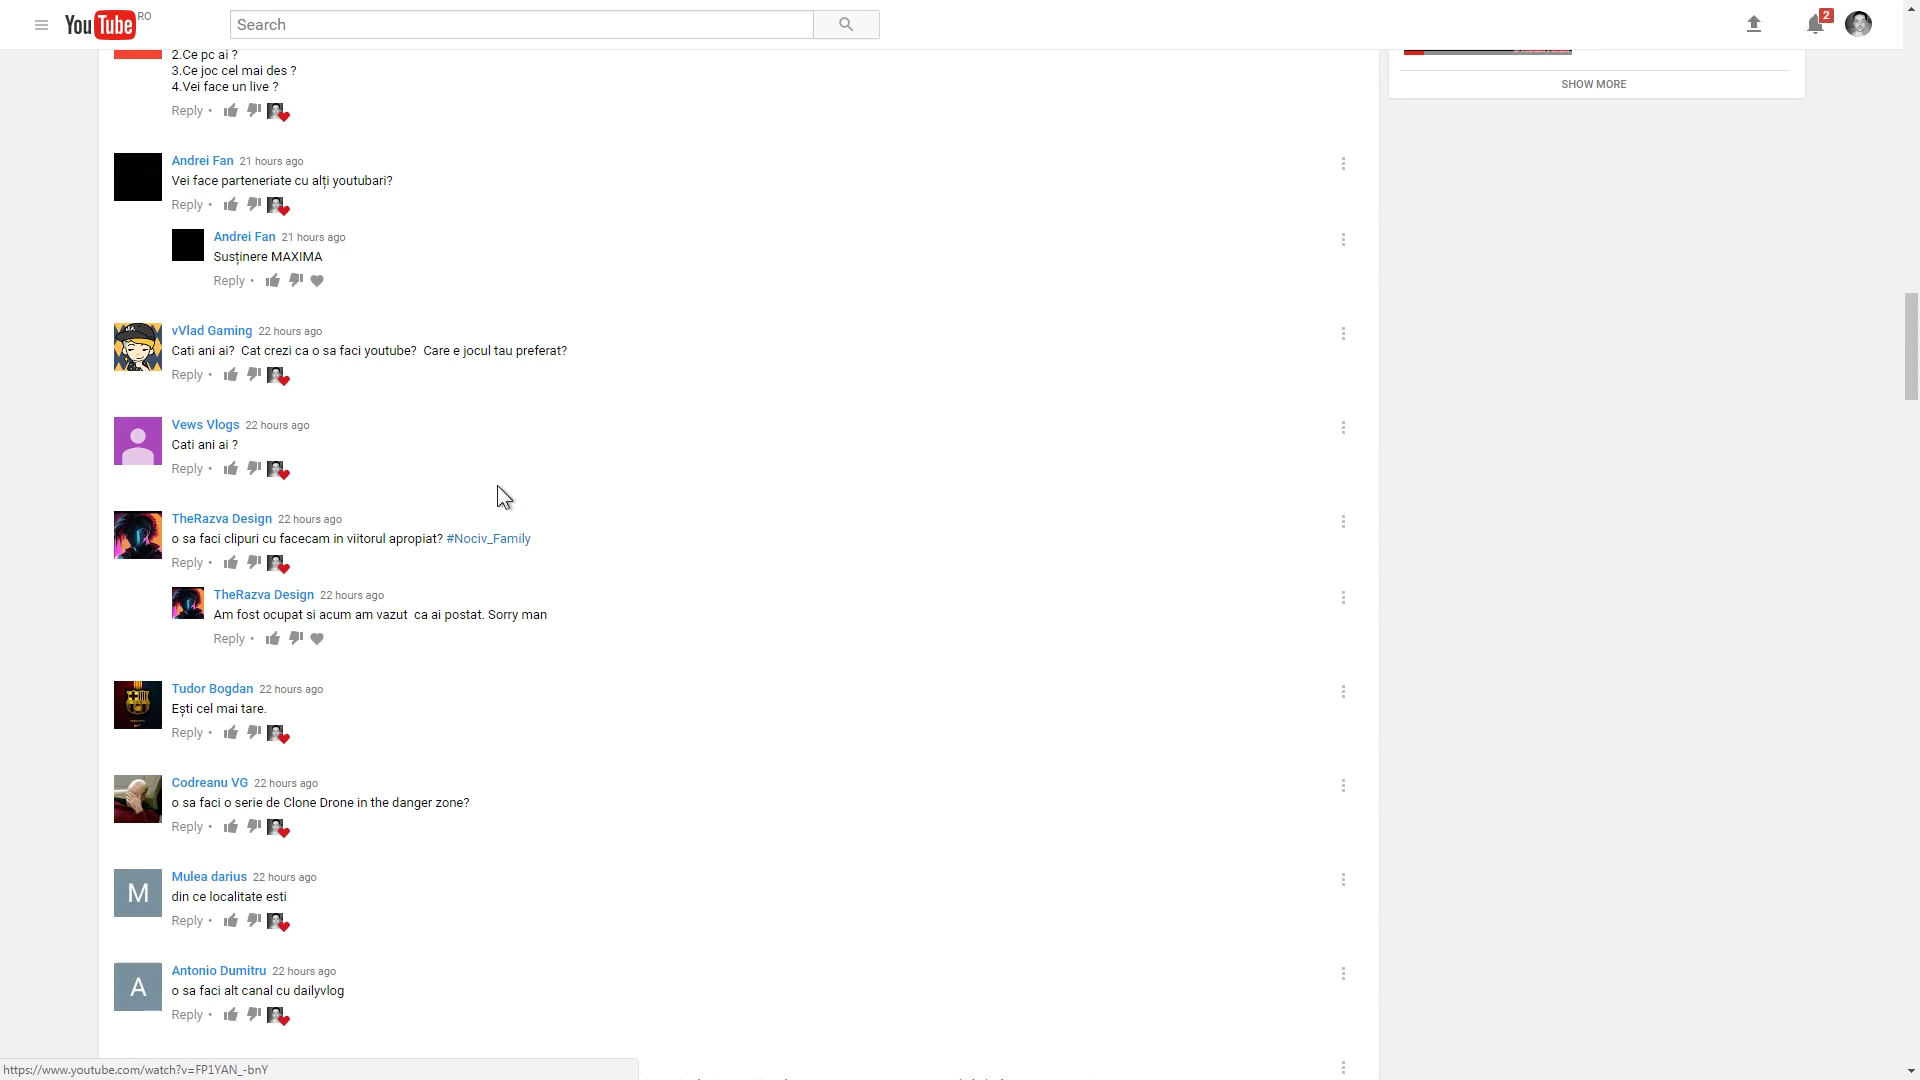 YouTube RO
Search
2
2.Ce pc ai ?
3.Ce joc cel mai des ?
4.Vei face un live ?
Reply •
SHOW MORE
Andrei Fan 21 hours ago
Vei face parteneriate cu alți youtubari?
Reply •
Andrei Fan 21 hours ago
Susținere MAXIMA
Reply •
vVlad Gaming 22 hours ago
Cati ani ai?  Cat crezi ca o sa faci youtube?  Care e jocul tau preferat?
Reply •
Vews Vlogs 22 hours ago
Cati ani ai ?
Reply •
TheRazva Design 22 hours ago
o sa faci clipuri cu facecam in viitorul apropiat? #Nociv_Family
Reply •
TheRazva Design 22 hours ago
Am fost ocupat si acum am vazut  ca ai postat. Sorry man
Reply •
Tudor Bogdan 22 hours ago
Ești cel mai tare.
Reply •
Codreanu VG 22 hours ago
o sa faci o serie de Clone Drone in the danger zone?
Reply •
M
Mulea darius 22 hours ago
din ce localitate esti
Reply •
A
Antonio Dumitru 22 hours ago
o sa faci alt canal cu dailyvlog
Reply •
https://www.youtube.com/watch?v=FP1YAN_-bnY